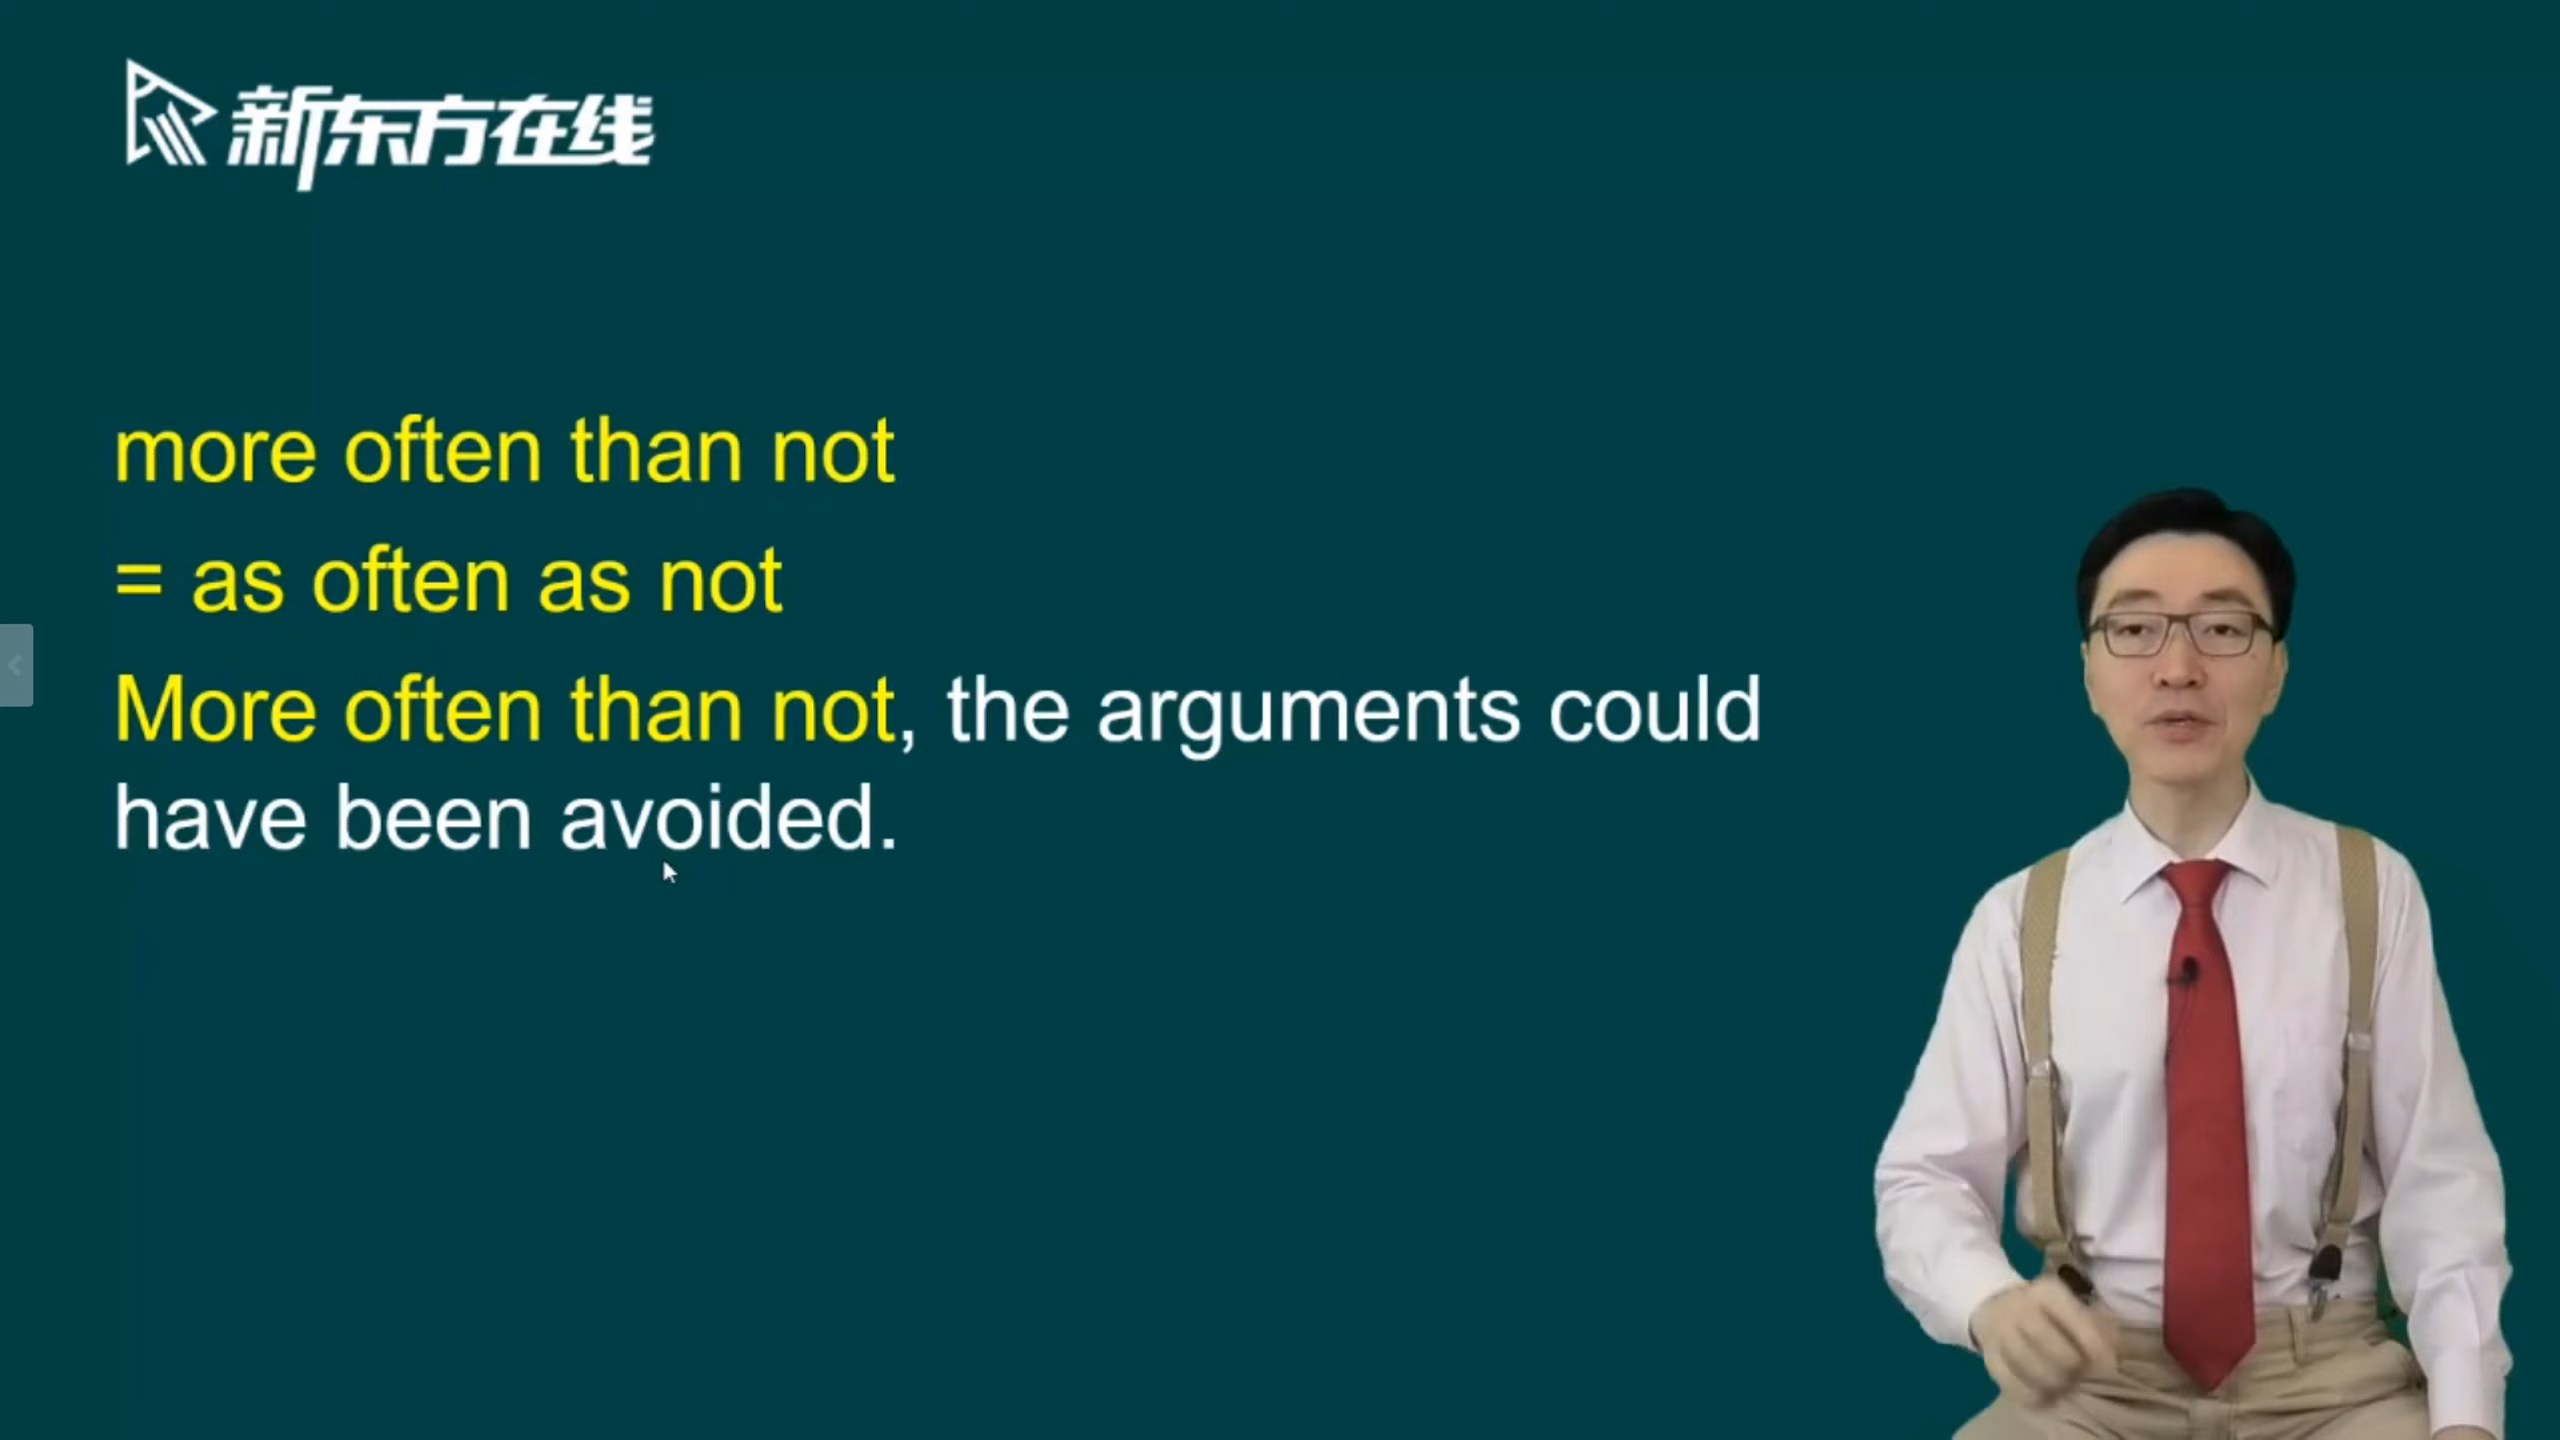 新东方在线
more often than not
= as often as not
More often than not, the arguments could
have been avoided.